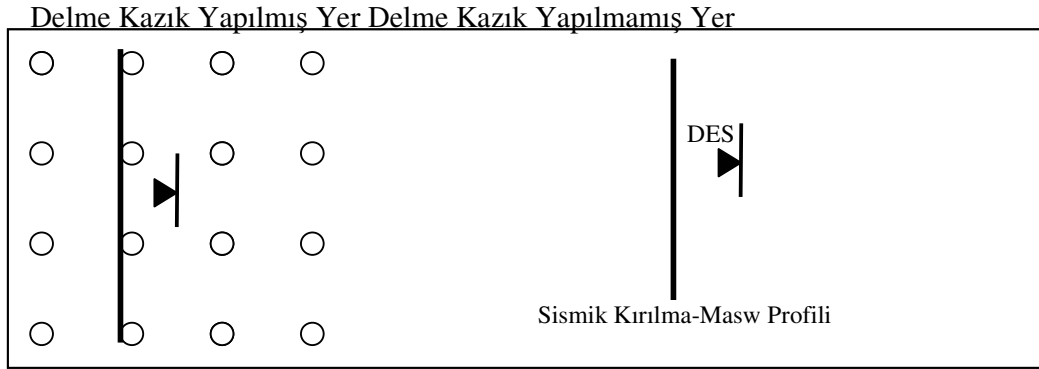 Delme Kazık Yapılmış Yer Delme Kazık Yapılmamış Yer
DES
Sismik Kırılma-Masw Profili